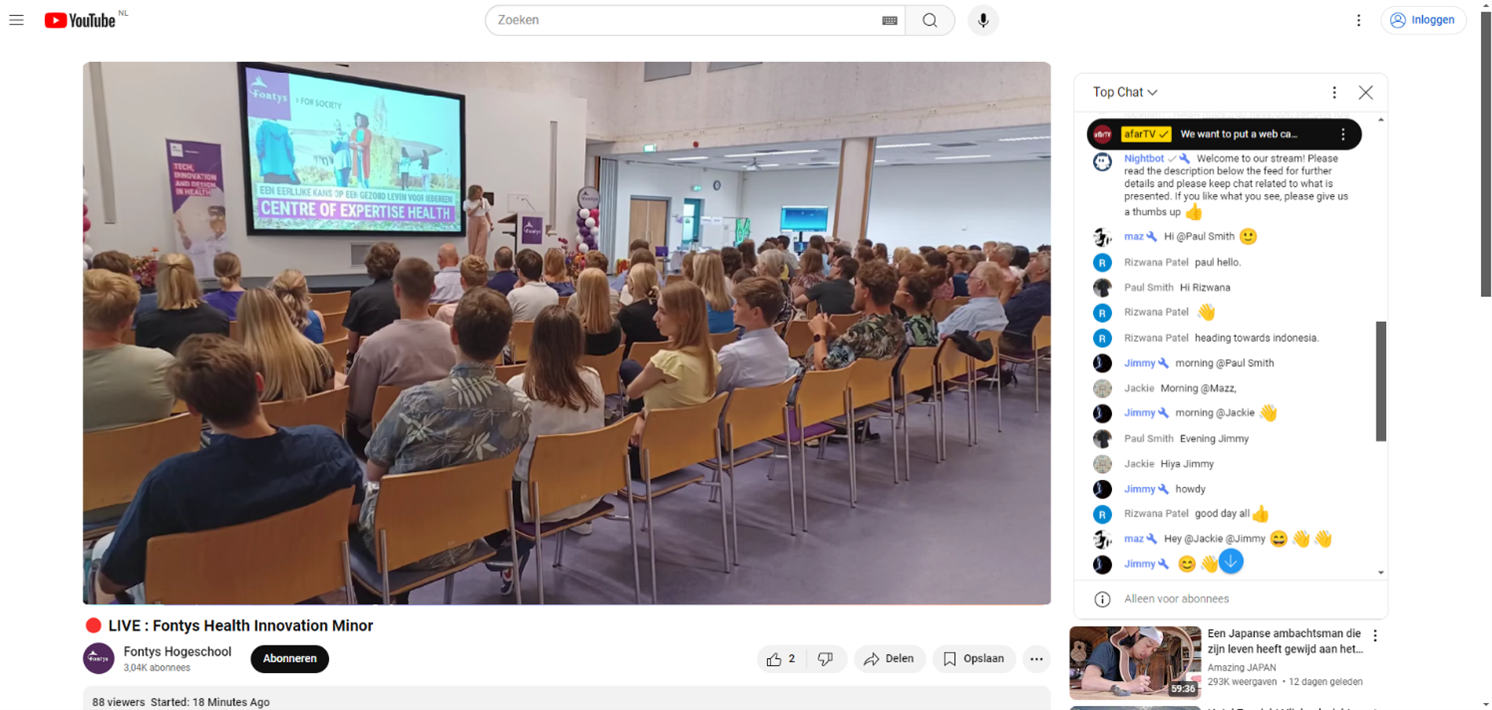 YouTube NL
Zoeken
Inloggen
Fontys
> FOR SOCIETY
EEN EERLIJKE KANS OP EEN GEZOND LEVEN VOOR IEDEREEN
CENTRE OF EXPERTISE HEALTH
TECH,
INNOVATION
AND DESIGN
IN HEALTH
Fontys
Fontys
Top Chat
afarTV We want to put a web ca...
Nightbot Welcome to our stream! Please
read the description below the feed for further
details and please keep chat related to what is
presented. If you like what you see, please give us
a thumbs up 👍
maz Hi @Paul Smith 🙂
R Rizwana Patel paul hello.
Paul Smith Hi Rizwana
R Rizwana Patel 👋
R Rizwana Patel heading towards indonesia.
Jimmy morning @Paul Smith
Jackie Morning @Mazz,
Jimmy morning @Jackie 👋
Paul Smith Evening Jimmy
Jackie Hiya Jimmy
Jimmy howdy
R Rizwana Patel good day all 👍
maz Hey @Jackie @Jimmy 😄 👋 👋
Jimmy 😊 👋
Alleen voor abonnees
LIVE : Fontys Health Innovation Minor
Fontys
Fontys Hogeschool
3,04K abonnees
Abonneren
2
Delen
Opslaan
88 viewers Started: 18 Minutes Ago
59:36
Een Japanse ambachtsman die
zijn leven heeft gewijd aan het...
Amazing JAPAN
293K weergaven • 12 dagen geleden